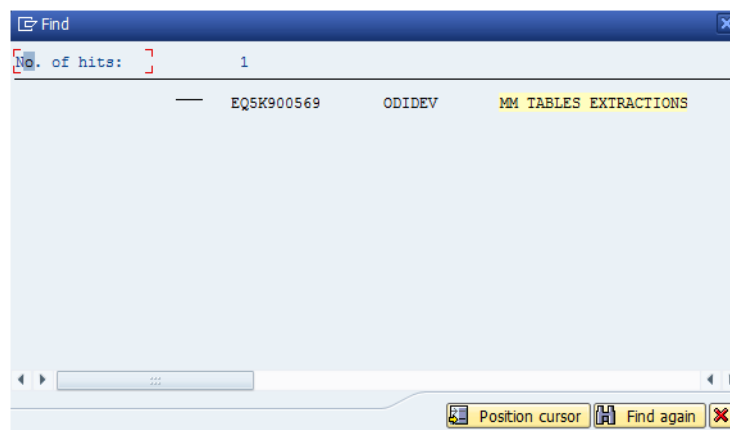 Find
No. of hits: 1
EQ5K900569 ODIDEV MM TABLES EXTRACTIONS
Position cursor Find again